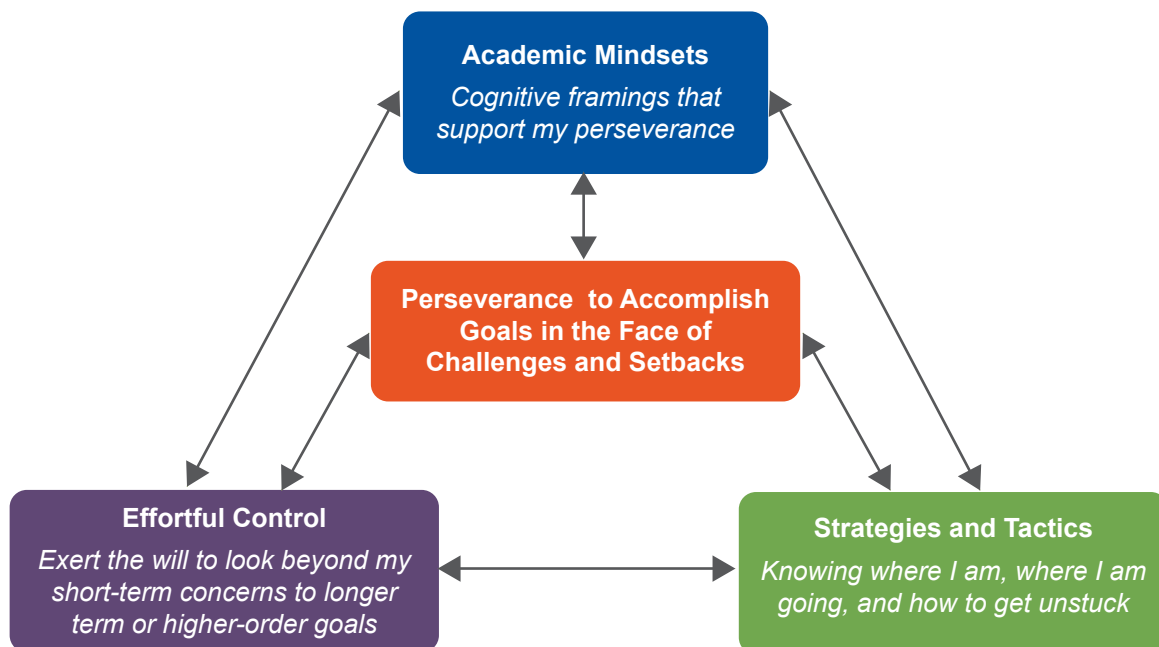 Academic Mindsets
Cognitive framings that
support my perseverance
Perseverance  to Accomplish
Goals in the Face of
Challenges and Setbacks
Effortful Control
Exert the will to look beyond my
short-term concerns to longer
term or higher-order goals
Strategies and Tactics
Knowing where I am, where I am
going, and how to get unstuck